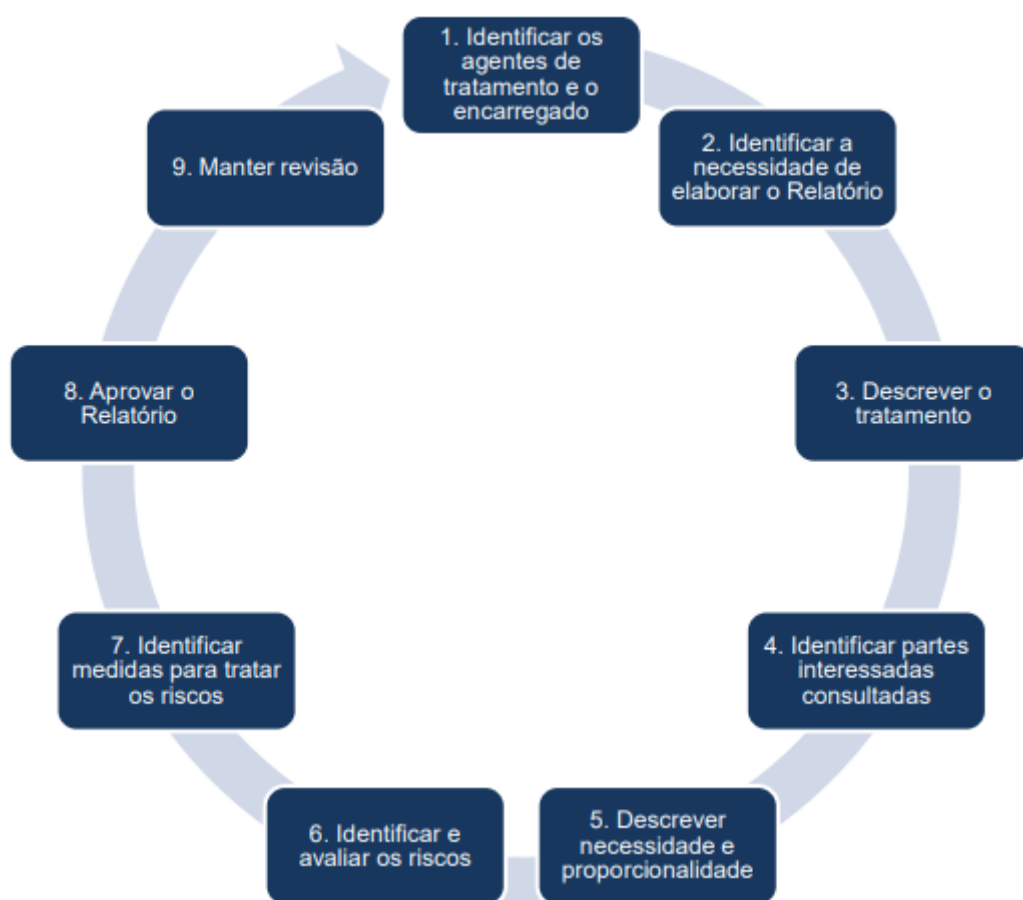 1. Identificar os
agentes de
tratamento e o
encarregado
2. Identificar a
necessidade de
elaborar o Relatório
3. Descrever o
tratamento
4. Identificar partes
interessadas
consultadas
5. Descrever
necessidade e
proporcionalidade
6. Identificar e
avaliar os riscos
7. Identificar
medidas para tratar
os riscos
8. Aprovar o
Relatório
9. Manter revisão